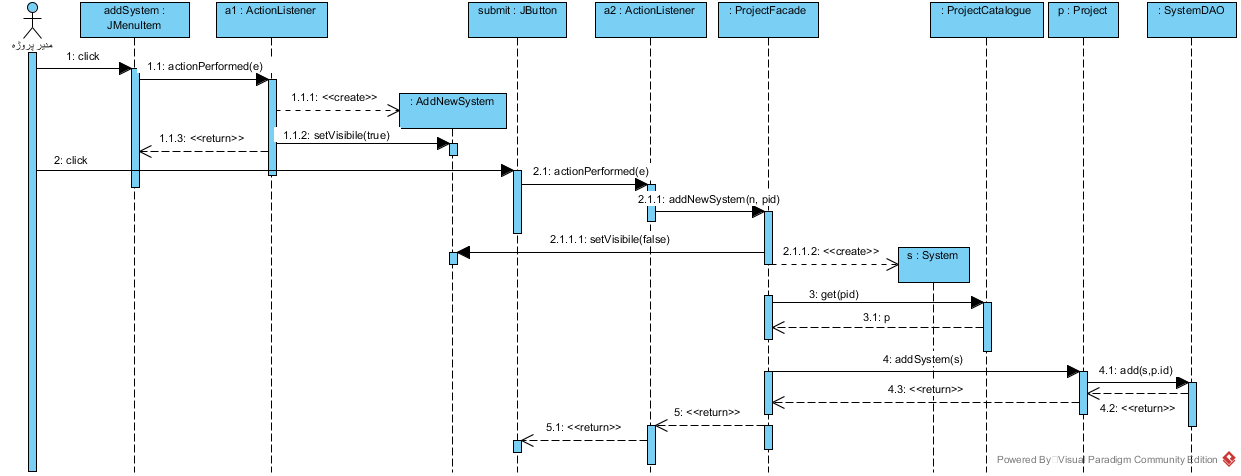 addSystem :
JMenuItem
a1 : ActionListener
submit : JButton
a2 : ActionListener
: ProjectFacade
: ProjectCatalogue
p : Project
: SystemDAO
مدیر پروژه
1: click
1.1: actionPerformed(e)
1.1.1: <<create>>
: AddNewSystem
1.1.2: setVisibile(true)
1.1.3: <<return>>
2: click
2.1: actionPerformed(e)
2.1.1: addNewSystem(n, pid)
2.1.1.1: setVisibile(false)
2.1.1.2: <<create>>
s : System
3: get(pid)
3.1: p
4: addSystem(s)
4.1: add(s,p.id)
4.3: <<return>>
4.2: <<return>>
5: <<return>>
5.1: <<return>>
Powered By Visual Paradigm Community Edition